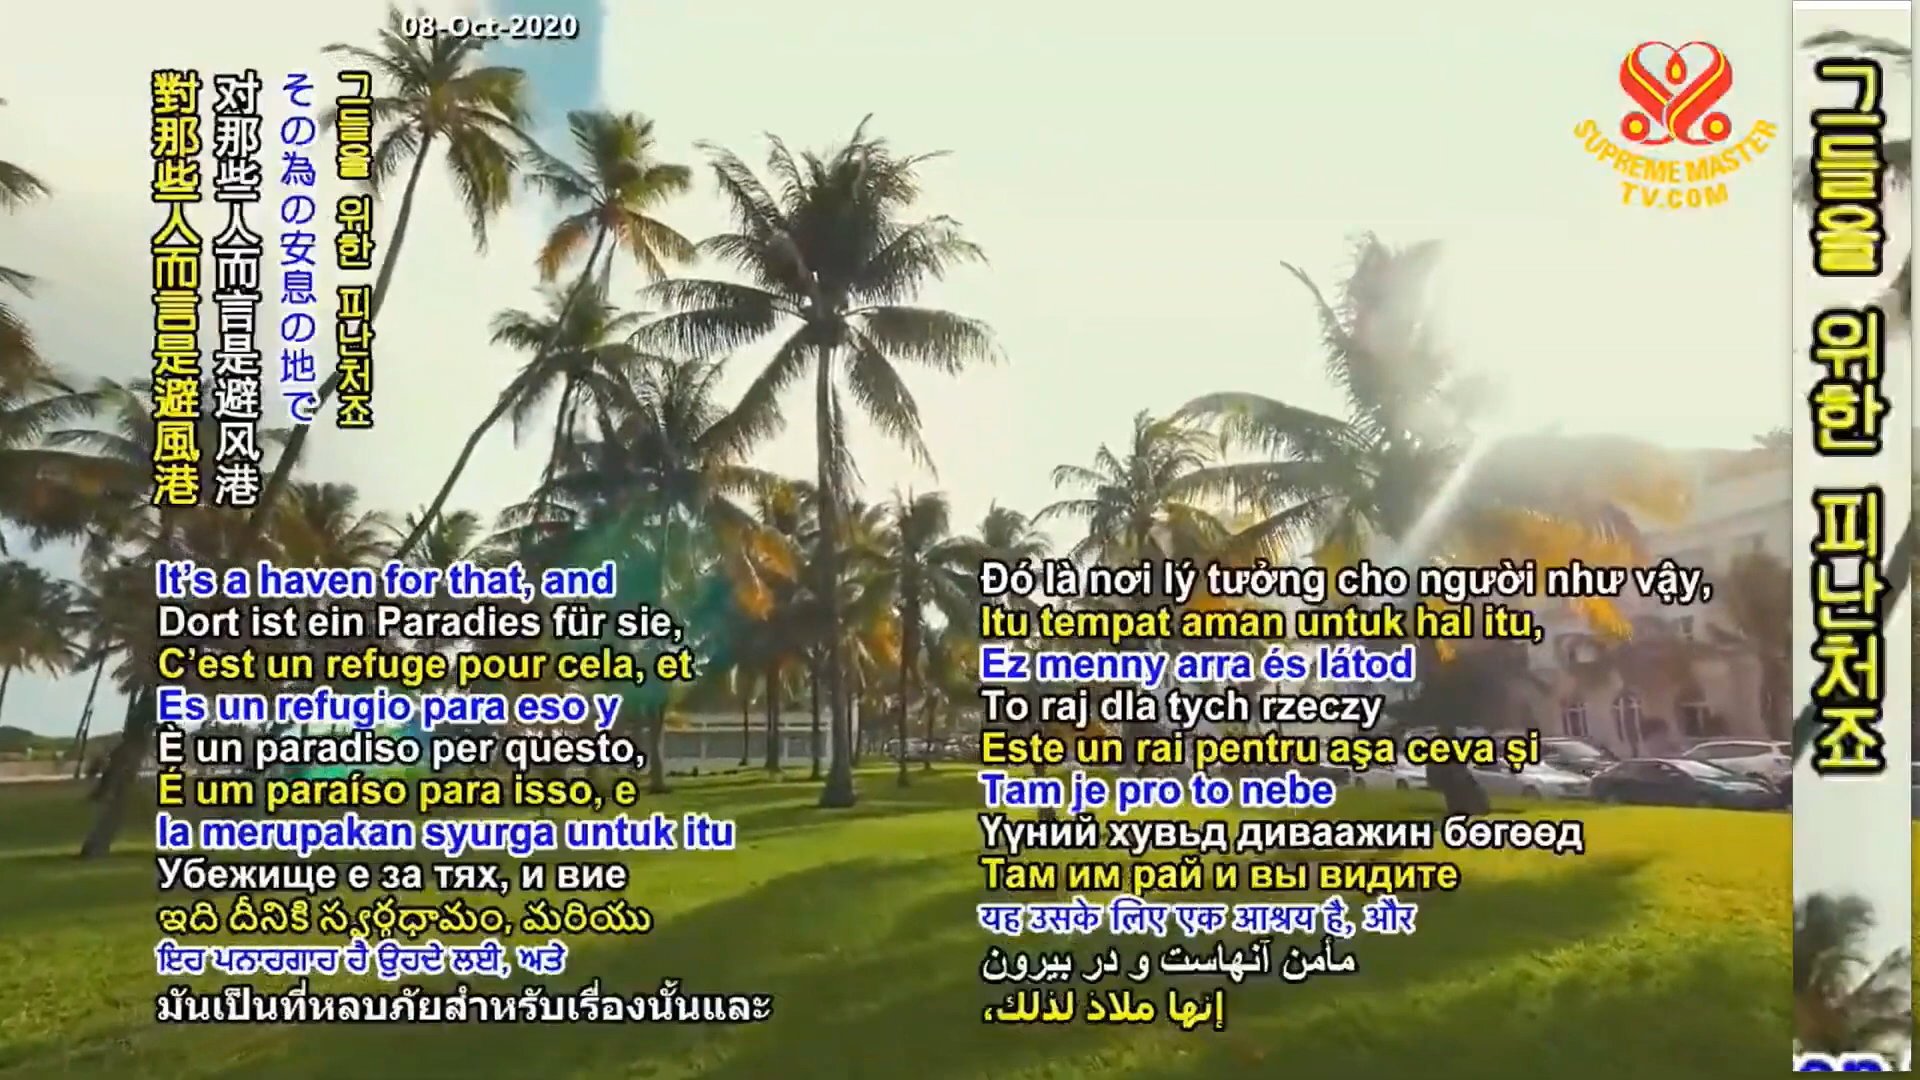 08-Oct-2020
SUPREME MASTER
TV.COM
그들을 위한 피난처죠
その為の安息の地で
对那些人而言是避风港
對那些人而言是避風港
그들을 위한 피난처죠
It's a haven for that, and
Dort ist ein Paradies für sie,
C'est un refuge pour cela, et
Es un refugio para eso y
È un paradiso per questo,
É um paraíso para isso, e
Ia merupakan syurga untuk itu
Убежище е за тях, и вие
ఇది దీనికి స్వర్గధామం, మరియు
ਇਹ ਪਨਾਹਗਾਹ ਹੈ ਉਹਦੇ ਲਈ, ਅਤੇ
มันเป็นที่หลบภัยสำหรับเรื่องนั้นและ
Đó là nơi lý tưởng cho người như vậy,
Itu tempat aman untuk hal itu,
Ez menny arra és látod
To raj dla tych rzeczy
Este un rai pentru aşa ceva și
Tam je pro to nebe
Үүний хувьд диваажин бөгөөд
Там им рай и вы видите
यह उसके लिए एक आश्रय है, और
مأمن آنهاست و در بیرون
إنها ملاذ لذلك،